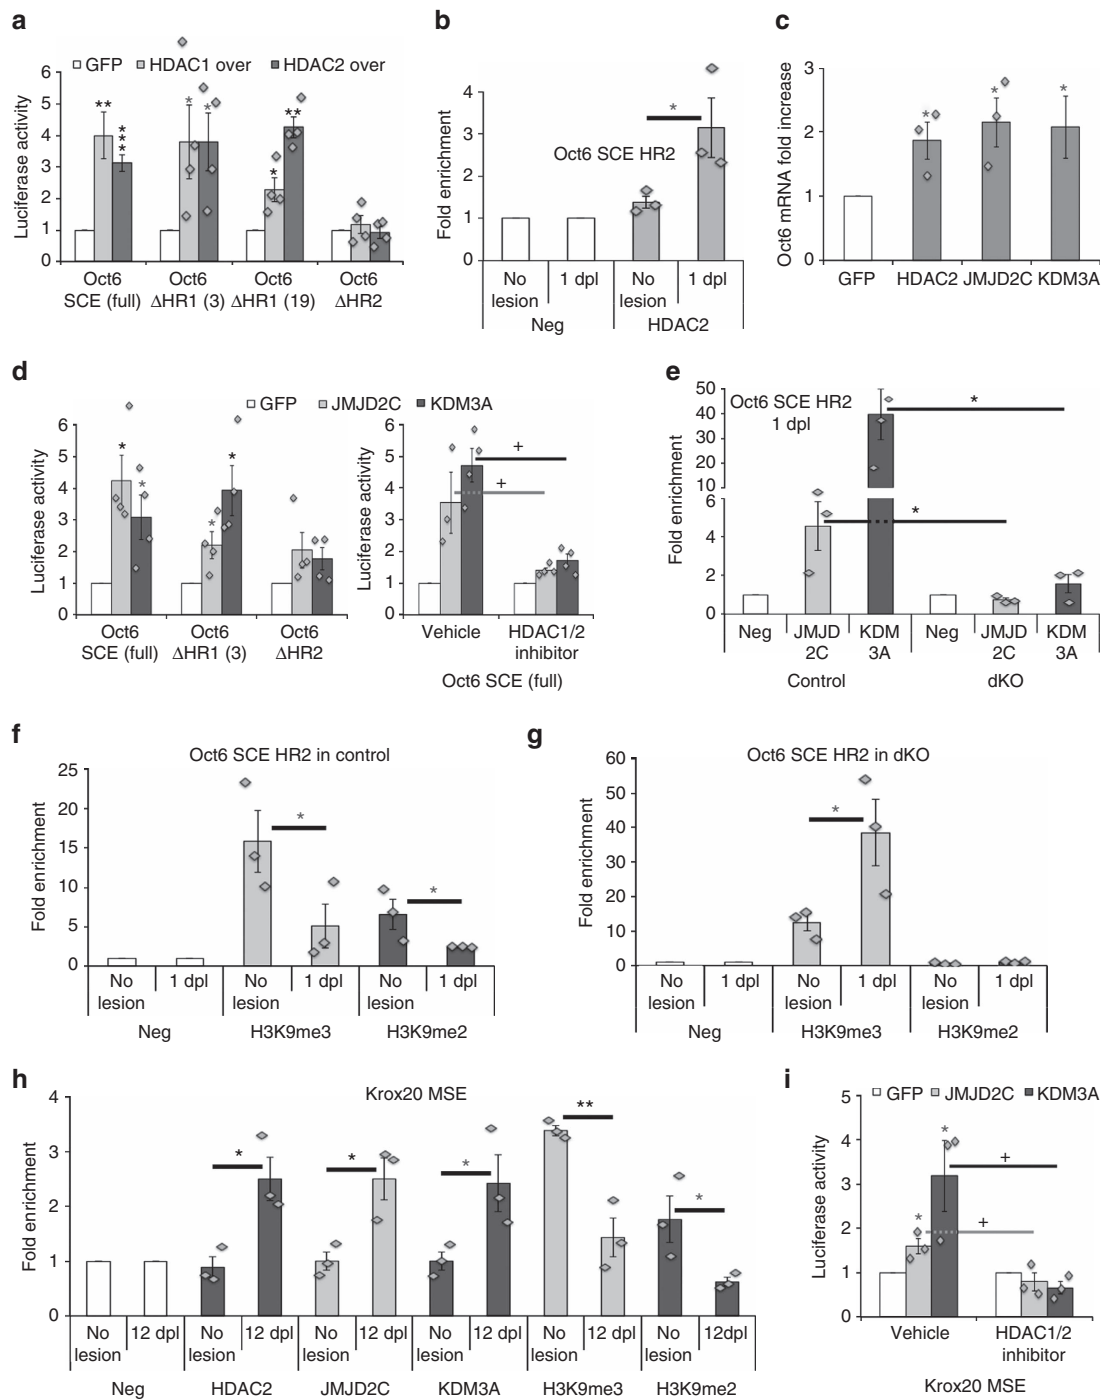 a
GFP HDAC1 over HDAC2 over
Luciferase activity
6
5
4
3
2
1
0
** *** * * * **
Oct6 Oct6 Oct6 Oct6
SCE (full) ΔHR1 (3) ΔHR1 (19) ΔHR2
b
Fold enrichment
4
3
2
1
0
*
Oct6 SCE HR2
No lesion 1 dpl No lesion 1 dpl
Neg HDAC2
c
Oct6 mRNA fold increase
3
2
1
0
* * *
GFP HDAC2 JMJD2C KDM3A
d
GFP JMJD2C KDM3A
Luciferase activity
6
5
4
3
2
1
0
* * * *
Oct6 Oct6 Oct6
SCE (full) ΔHR1 (3) ΔHR2
Luciferase activity
6
5
4
3
2
1
0
+
+
Vehicle HDAC1/2
inhibitor
Oct6 SCE (full)
e
Oct6 SCE HR2
1 dpl
Fold enrichment
50
40
30
20
10
6
4
2
0
*
*
Neg JMJD KDM Neg JMJD KDM
2C 3A 2C 3A
Control dKO
f
Oct6 SCE HR2 in control
Fold enrichment
25
20
15
10
5
0
*
*
No 1 dpl No 1 dpl No 1 dpl
lesion lesion lesion
Neg H3K9me3 H3K9me2
g
Oct6 SCE HR2 in dKO
Fold enrichment
60
50
40
30
20
10
0
*
No 1 dpl No 1 dpl No 1 dpl
lesion lesion lesion
Neg H3K9me3 H3K9me2
h
Krox20 MSE
Fold enrichment
4
3
2
1
0
* * * ** *
No 12 dpl No 12 dpl No 12 dpl No 12 dpl No 12 dpl No 12dpl
lesion lesion lesion lesion lesion lesion
Neg HDAC2 JMJD2C KDM3A H3K9me3 H3K9me2
i
GFP JMJD2C KDM3A
Luciferase activity
5
4
3
2
1
0
* *
+
+
Vehicle HDAC1/2
inhibitor
Krox20 MSE